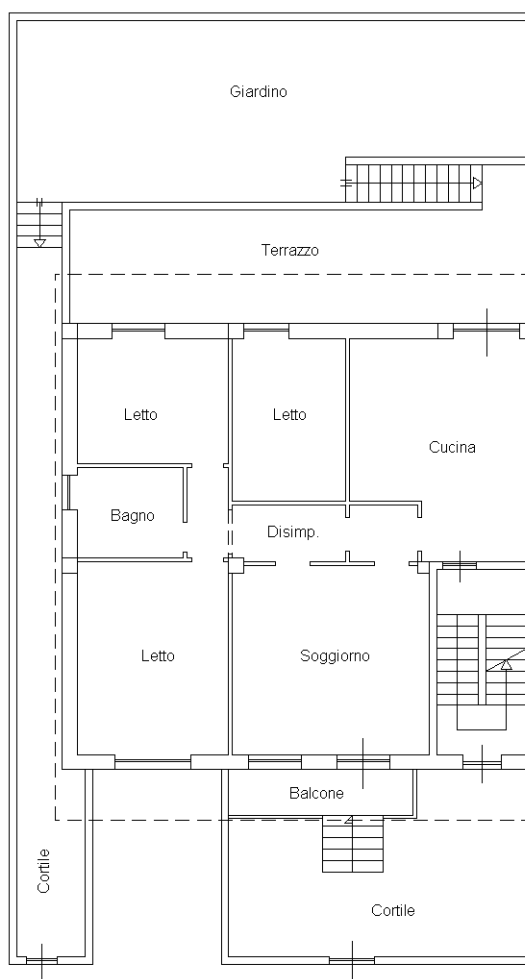 Giardino
Terrazzo
Letto
Letto
Cucina
Bagno
Disimp.
Letto
Soggiorno
Balcone
Cortile
Cortile